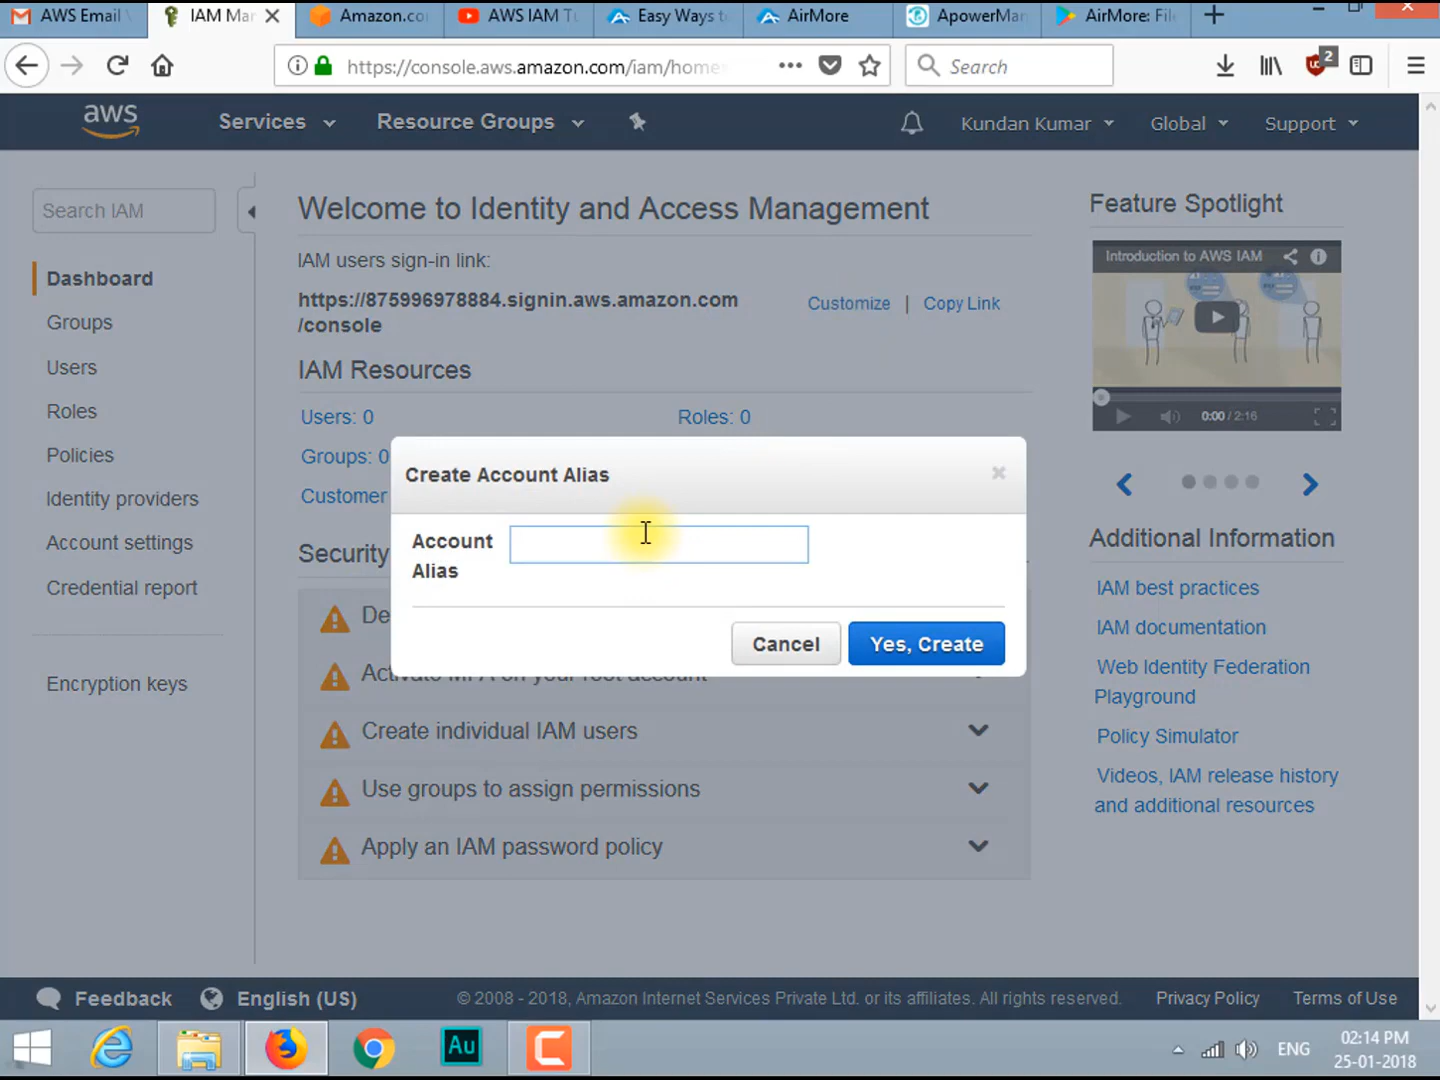 AWS Email
IAM Ma
Amazon.co
AWS IAM T
Easy Ways t
AirMore
ApowerMa
AirMore: Fil
https://console.aws.amazon.com/iam/home
Search
2
aws
Services
Resource Groups
Kundan Kumar
Global
Support
Search IAM
Dashboard
Groups
Users
Roles
Policies
Identity providers
Account settings
Credential report
Encryption keys
Welcome to Identity and Access Management
IAM users sign-in link:
https://875996978884.signin.aws.amazon.com
/console
Customize | Copy Link
IAM Resources
Users: 0
Roles: 0
Groups: 0
Customer
Security
De
Activate MFA on your root account
Create individual IAM users
Use groups to assign permissions
Apply an IAM password policy
Create Account Alias
Account
Alias
Cancel
Yes, Create
Feature Spotlight
Introduction to AWS IAM
0:00 / 2:16
Additional Information
IAM best practices
IAM documentation
Web Identity Federation
Playground
Policy Simulator
Videos, IAM release history
and additional resources
Feedback
English (US)
© 2008 - 2018, Amazon Internet Services Private Ltd. or its affiliates. All rights reserved.
Privacy Policy
Terms of Use
Au
ENG
02:14 PM
25-01-2018